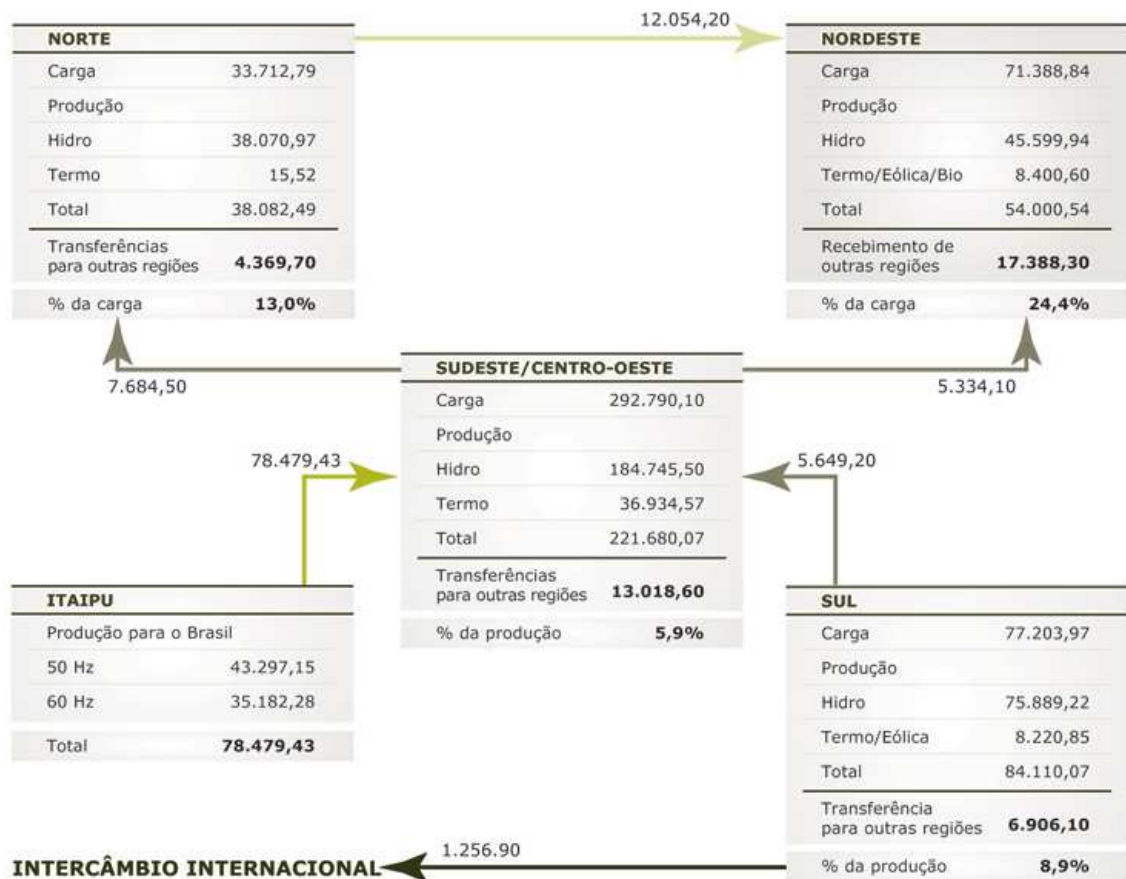 12.054,20
NORTE
Carga 33.712,79
Produção
Hidro 38.070,97
Termo 15,52
Total 38.082,49
Transferências
para outras regiões 4.369,70
% da carga 13,0%
NORDESTE
Carga 71.388,84
Produção
Hidro 45.599,94
Termo/Eólica/Bio 8.400,60
Total 54.000,54
Recebimento de
outras regiões 17.388,30
% da carga 24,4%
7.684,50
5.334,10
SUDESTE/CENTRO-OESTE
Carga 292.790,10
Produção
Hidro 184.745,50
Termo 36.934,57
Total 221.680,07
Transferências
para outras regiões 13.018,60
% da produção 5,9%
78.479,43
5.649,20
ITAIPU
Produção para o Brasil
50 Hz 43.297,15
60 Hz 35.182,28
Total 78.479,43
SUL
Carga 77.203,97
Produção
Hidro 75.889,22
Termo/Eólica 8.220,85
Total 84.110,07
Transferência
para outras regiões 6.906,10
% da produção 8,9%
1.256.90
INTERCÂMBIO INTERNACIONAL